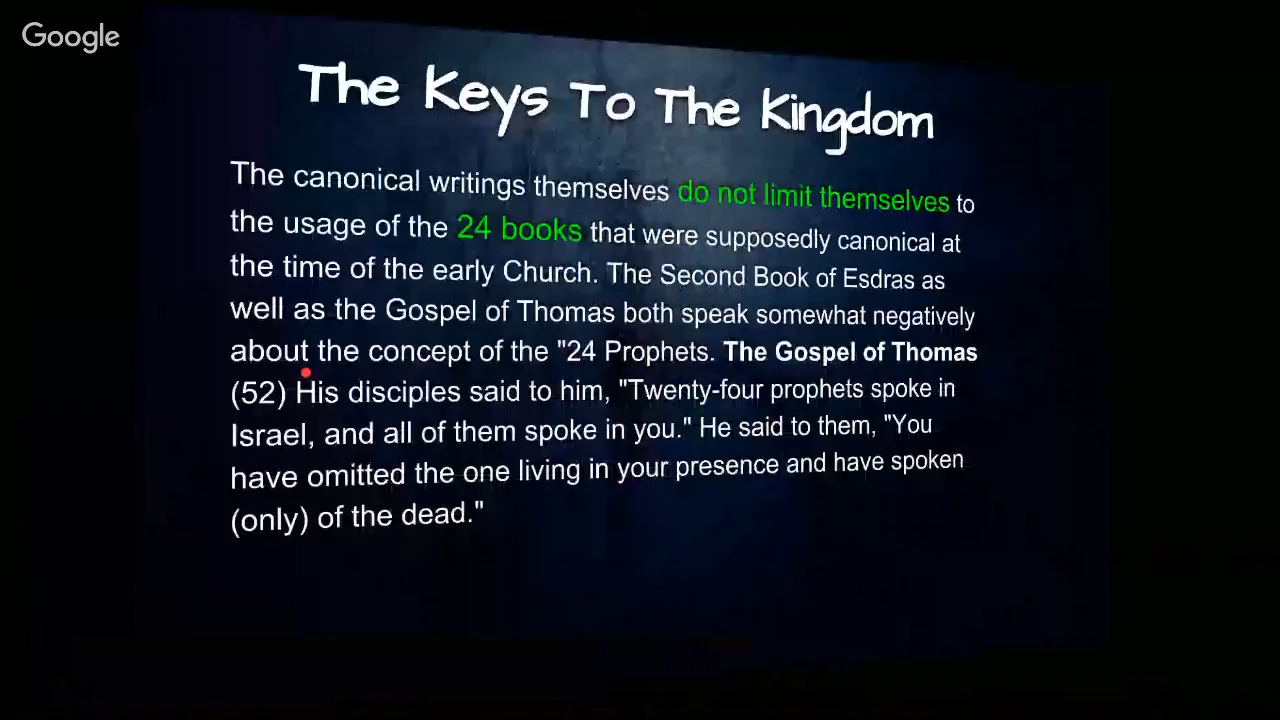 Google
The Keys To The Kingdom
The canonical writings themselves do not limit themselves to
the usage of the 24 books that were supposedly canonical at
the time of the early Church. The Second Book of Esdras as
well as the Gospel of Thomas both speak somewhat negatively
about the concept of the "24 Prophets. The Gospel of Thomas
(52) His disciples said to him, "Twenty-four prophets spoke in
Israel, and all of them spoke in you." He said to them, "You
have omitted the one living in your presence and have spoken
(only) of the dead."